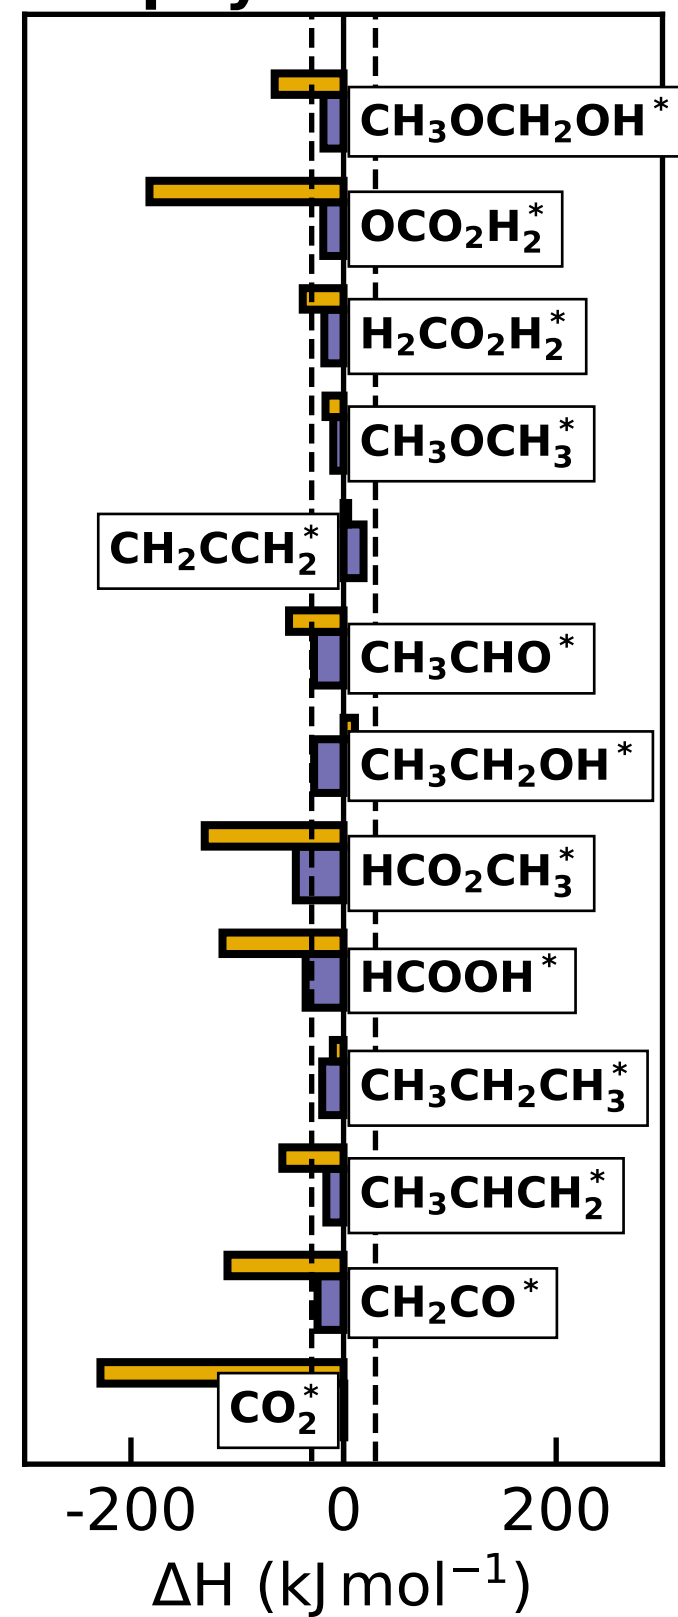 CH₃OCH₂OH*
OCO₂H₂*
H₂CO₂H₂*
CH₃OCH₃*
CH₂CCH₂*
CH₃CHO*
CH₃CH₂OH*
HCO₂CH₃*
HCOOH*
CH₃CH₂CH₃*
CH₃CHCH₂*
CH₂CO*
CO₂*
-200 0 200
ΔH (kJ mol⁻¹)